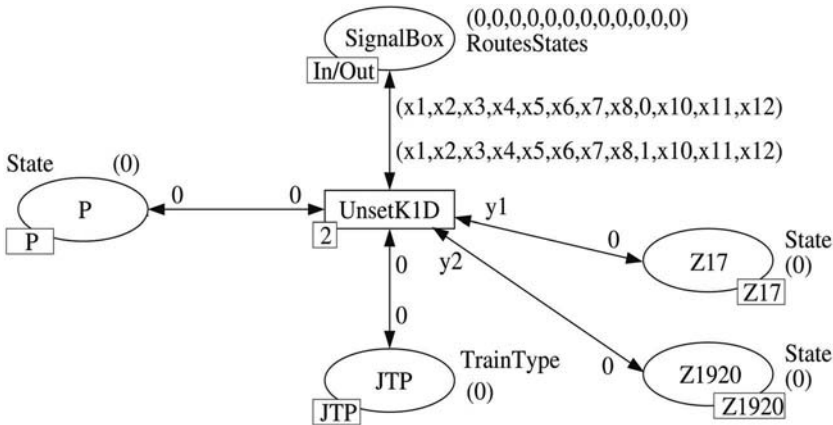 (0,0,0,0,0,0,0,0,0,0,0,0)
SignalBox
RoutesStates
In/Out
(x1,x2,x3,x4,x5,x6,x7,x8,0,x10,x11,x12)
(x1,x2,x3,x4,x5,x6,x7,x8,1,x10,x11,x12)
State (0)
P
P
0 0
UnsetK1D
2
y1
0
State
Z17
(0)
Z17
0
y2
0
TrainType
JTP
(0)
JTP
0
State
Z1920
(0)
Z1920